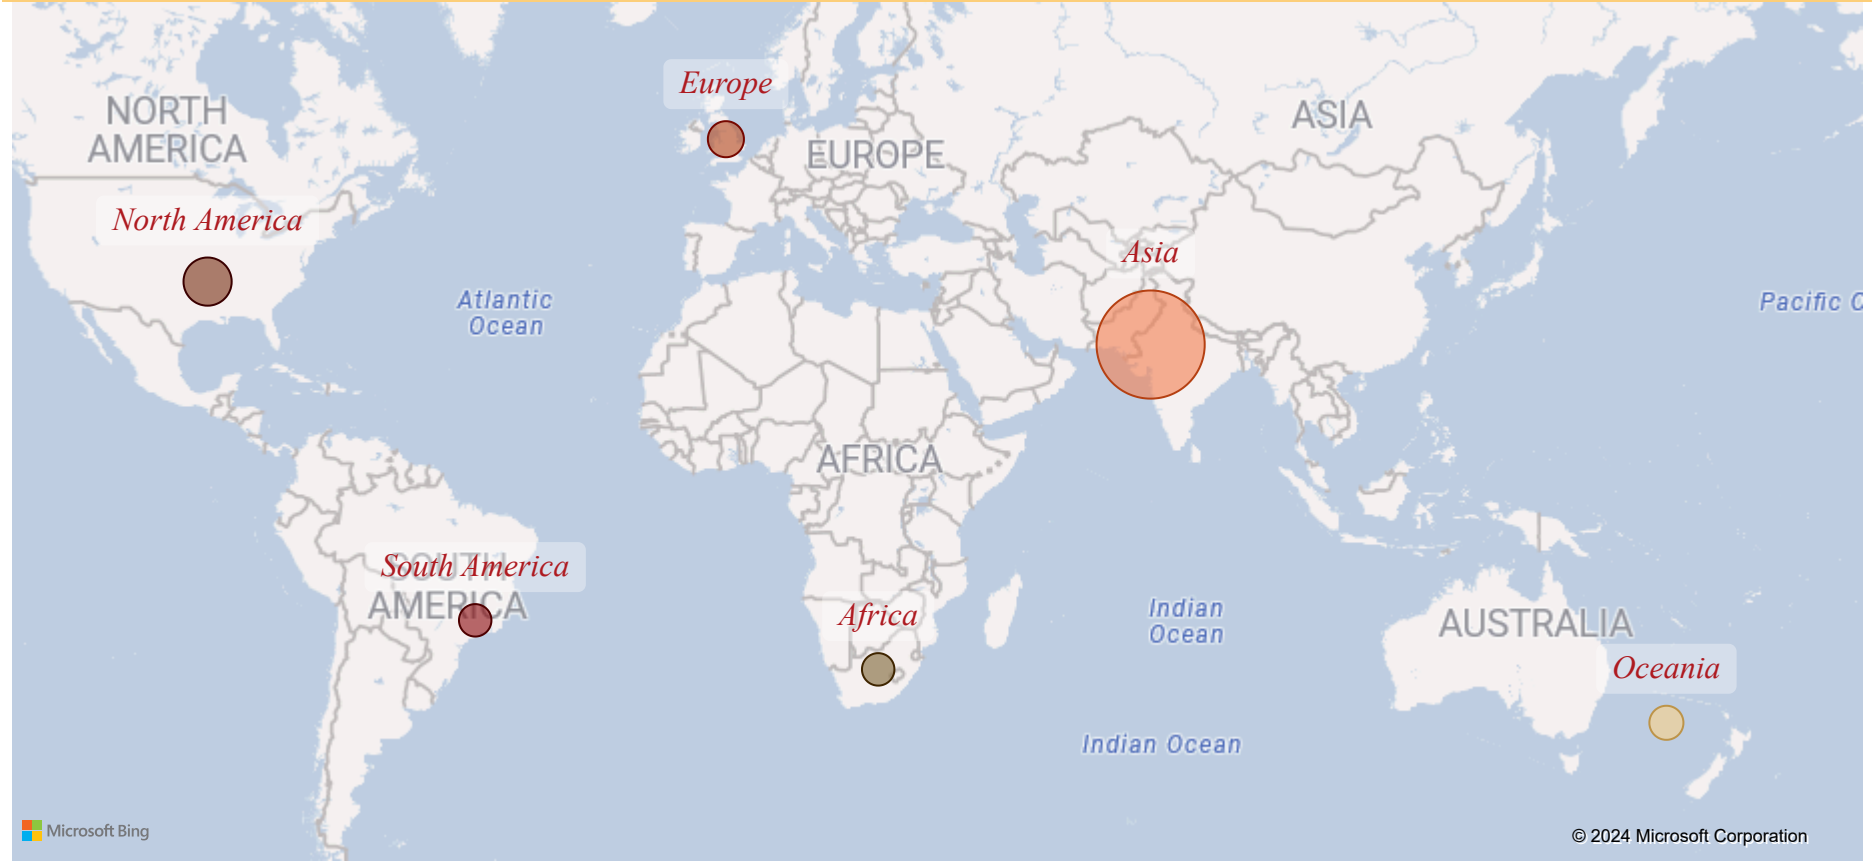 Europe
NORTH
AMERICA
ASIA
EUROPE
North America
Asia
Atlantic
Ocean
Pacific O
AFRICA
South America
SOUTH
AMERICA
Africa
Indian
Ocean
AUSTRALIA
Oceania
Indian Ocean
Microsoft Bing
© 2024 Microsoft Corporation